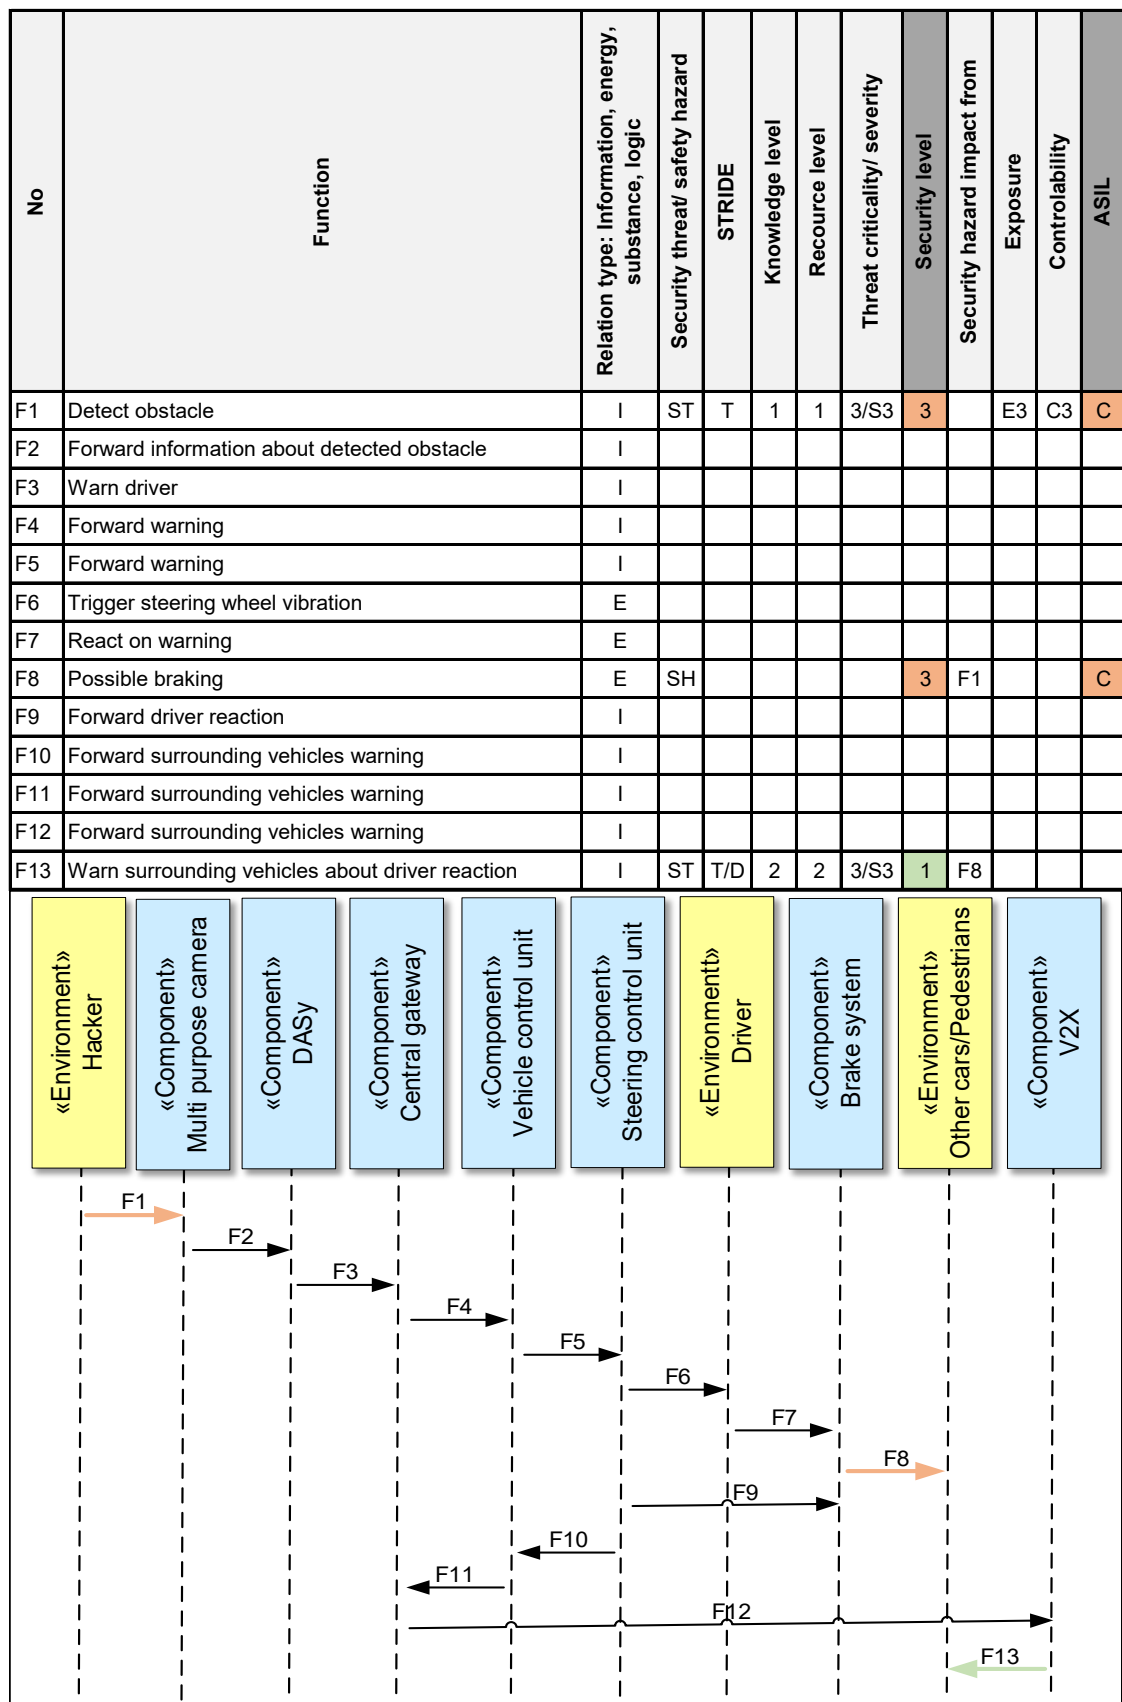 No
Function
Relation type: Information, energy,
substance, logic
Security threat/ safety hazard
STRIDE
Knowledge level
Recource level
Threat criticality/ severity
Security level
Security hazard impact from
Exposure
Controlability
ASIL
F1 Detect obstacle I ST T 1 1 3/S3 3 E3 C3 C
F2 Forward information about detected obstacle I
F3 Warn driver I
F4 Forward warning I
F5 Forward warning I
F6 Trigger steering wheel vibration E
F7 React on warning E
F8 Possible braking E SH 3 F1 C
F9 Forward driver reaction I
F10 Forward surrounding vehicles warning I
F11 Forward surrounding vehicles warning I
F12 Forward surrounding vehicles warning I
F13 Warn surrounding vehicles about driver reaction I ST T/D 2 2 3/S3 1 F8
«Environment»
Hacker
«Component»
Multi purpose camera
«Component»
DASy
«Component»
Central gateway
«Component»
Vehicle control unit
«Component»
Steering control unit
«Environmentt»
Driver
«Component»
Brake system
«Environment»
Other cars/Pedestrians
«Component»
V2X
F1
F2
F3
F4
F5
F6
F7
F8
F9
F10
F11
F12
F13